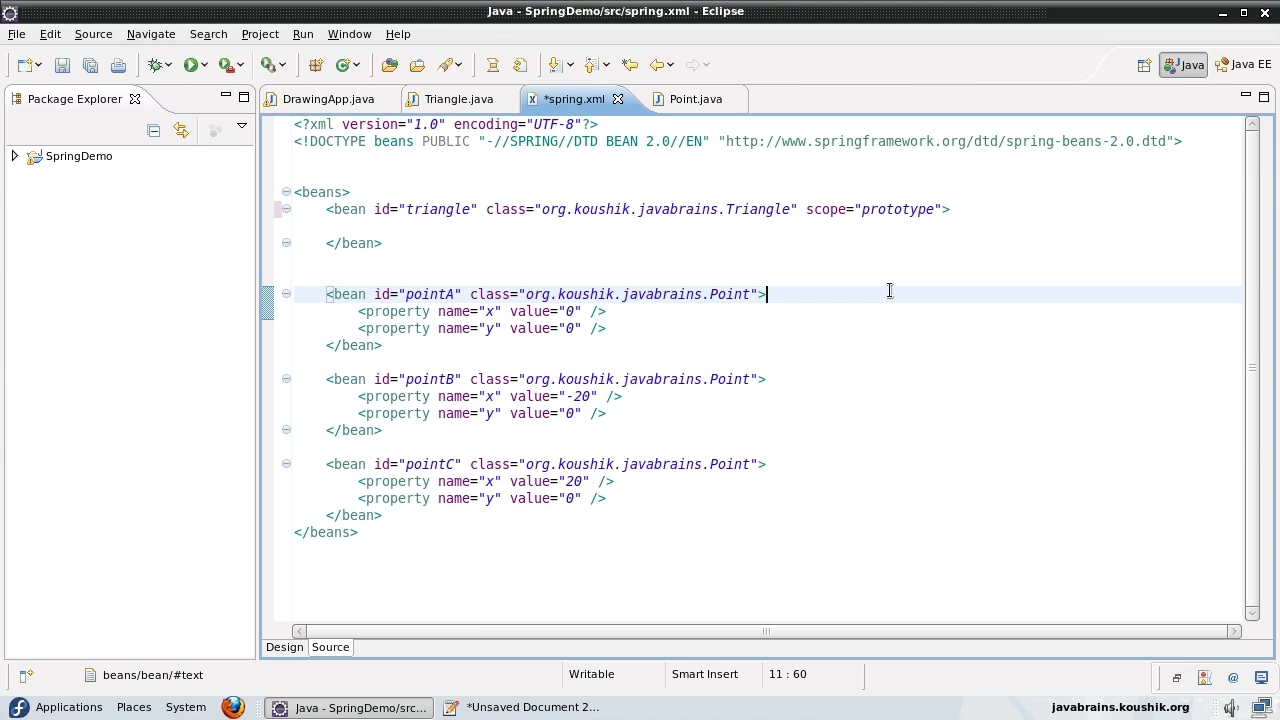 Java - SpringDemo/src/spring.xml - Eclipse
File Edit Source Navigate Search Project Run Window Help
Java Java EE
Package Explorer
DrawingApp.java Triangle.java *spring.xml Point.java
SpringDemo
<?xml version="1.0" encoding="UTF-8"?>
<!DOCTYPE beans PUBLIC "-//SPRING//DTD BEAN 2.0//EN" "http://www.springframework.org/dtd/spring-beans-2.0.dtd">
<beans>
<bean id="triangle" class="org.koushik.javabrains.Triangle" scope="prototype">
</bean>
<bean id="pointA" class="org.koushik.javabrains.Point">
<property name="x" value="0" />
<property name="y" value="0" />
</bean>
<bean id="pointB" class="org.koushik.javabrains.Point">
<property name="x" value="-20" />
<property name="y" value="0" />
</bean>
<bean id="pointC" class="org.koushik.javabrains.Point">
<property name="x" value="20" />
<property name="y" value="0" />
</bean>
</beans>
Design Source
beans/bean/#text Writable Smart Insert 11 : 60
Applications Places System Java - SpringDemo/src... *Unsaved Document 2... javabrains.koushik.org